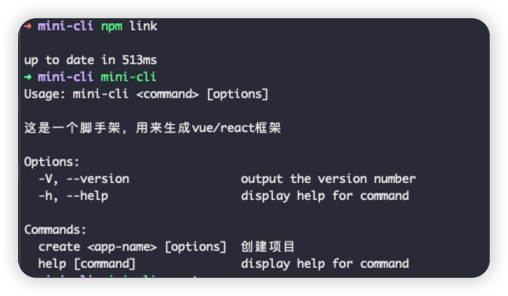 ➜ mini-cli npm link
up to date in 513ms
➜ mini-cli mini-cli
Usage: mini-cli <command> [options]
这是一个脚手架，用来生成vue/react框架
Options:
-V, --version output the version number
-h, --help display help for command
Commands:
create <app-name> [options] 创建项目
help [command] display help for command